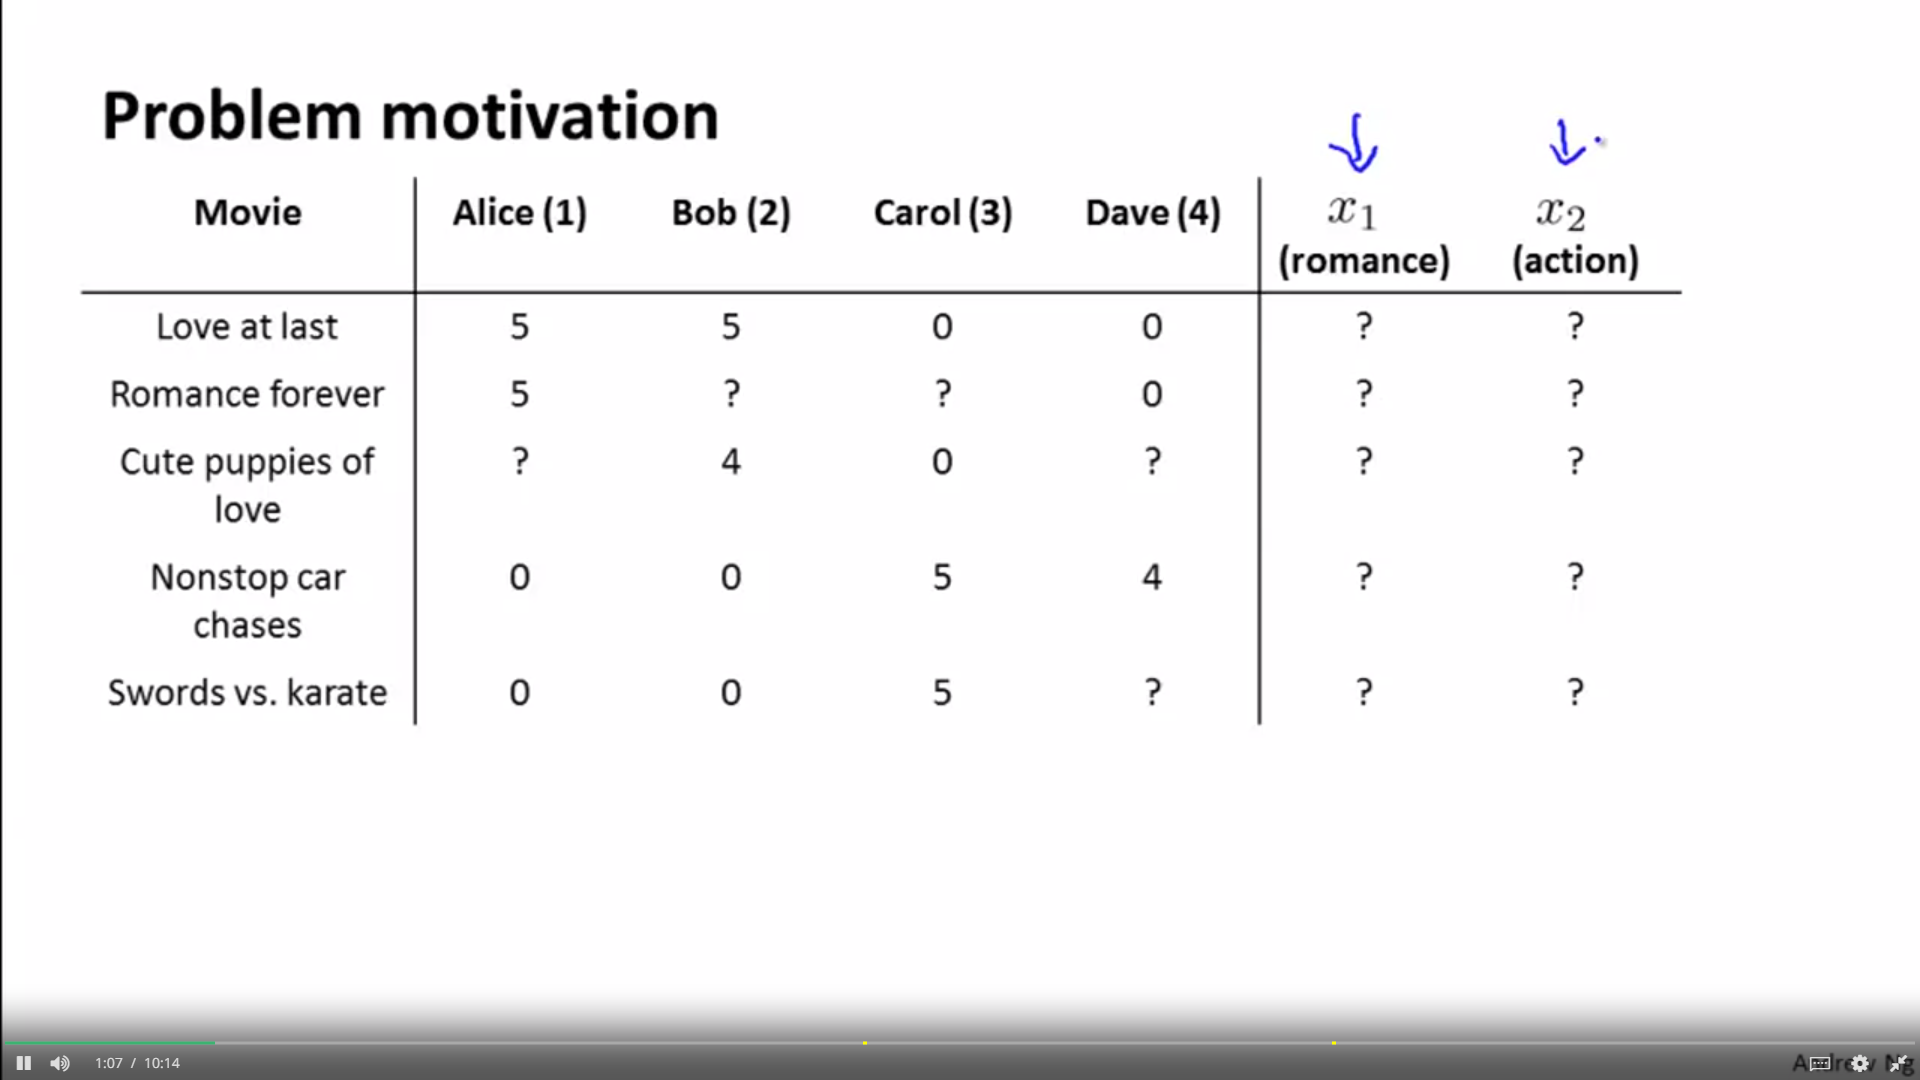 Problem motivation
Movie Alice (1) Bob (2) Carol (3) Dave (4) x1 x2
(romance) (action)
Love at last 5 5 0 0 ? ?
Romance forever 5 ? ? 0 ? ?
Cute puppies of ? 4 0 ? ? ?
love
Nonstop car 0 0 5 4 ? ?
chases
Swords vs. karate 0 0 5 ? ? ?
1:07 / 10:14
Andrew Ng